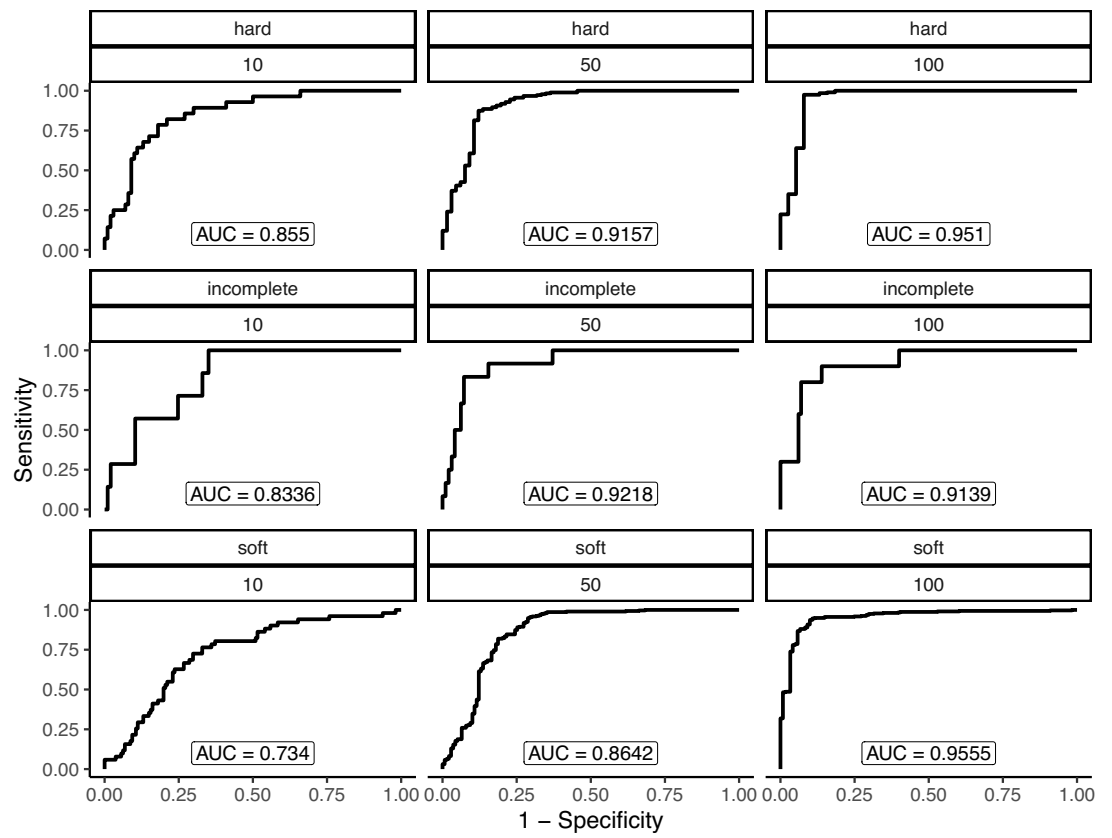 hard hard hard
10 50 100
1.00
0.75
0.50
0.25
0.00
AUC = 0.855 AUC = 0.9157 AUC = 0.951
incomplete incomplete incomplete
10 50 100
1.00
0.75
0.50
0.25
0.00
AUC = 0.8336 AUC = 0.9218 AUC = 0.9139
Sensitivity
soft soft soft
10 50 100
1.00
0.75
0.50
0.25
0.00
AUC = 0.734 AUC = 0.8642 AUC = 0.9555
0.00 0.25 0.50 0.75 1.00 0.00 0.25 0.50 0.75 1.00 0.00 0.25 0.50 0.75 1.00
1 − Specificity